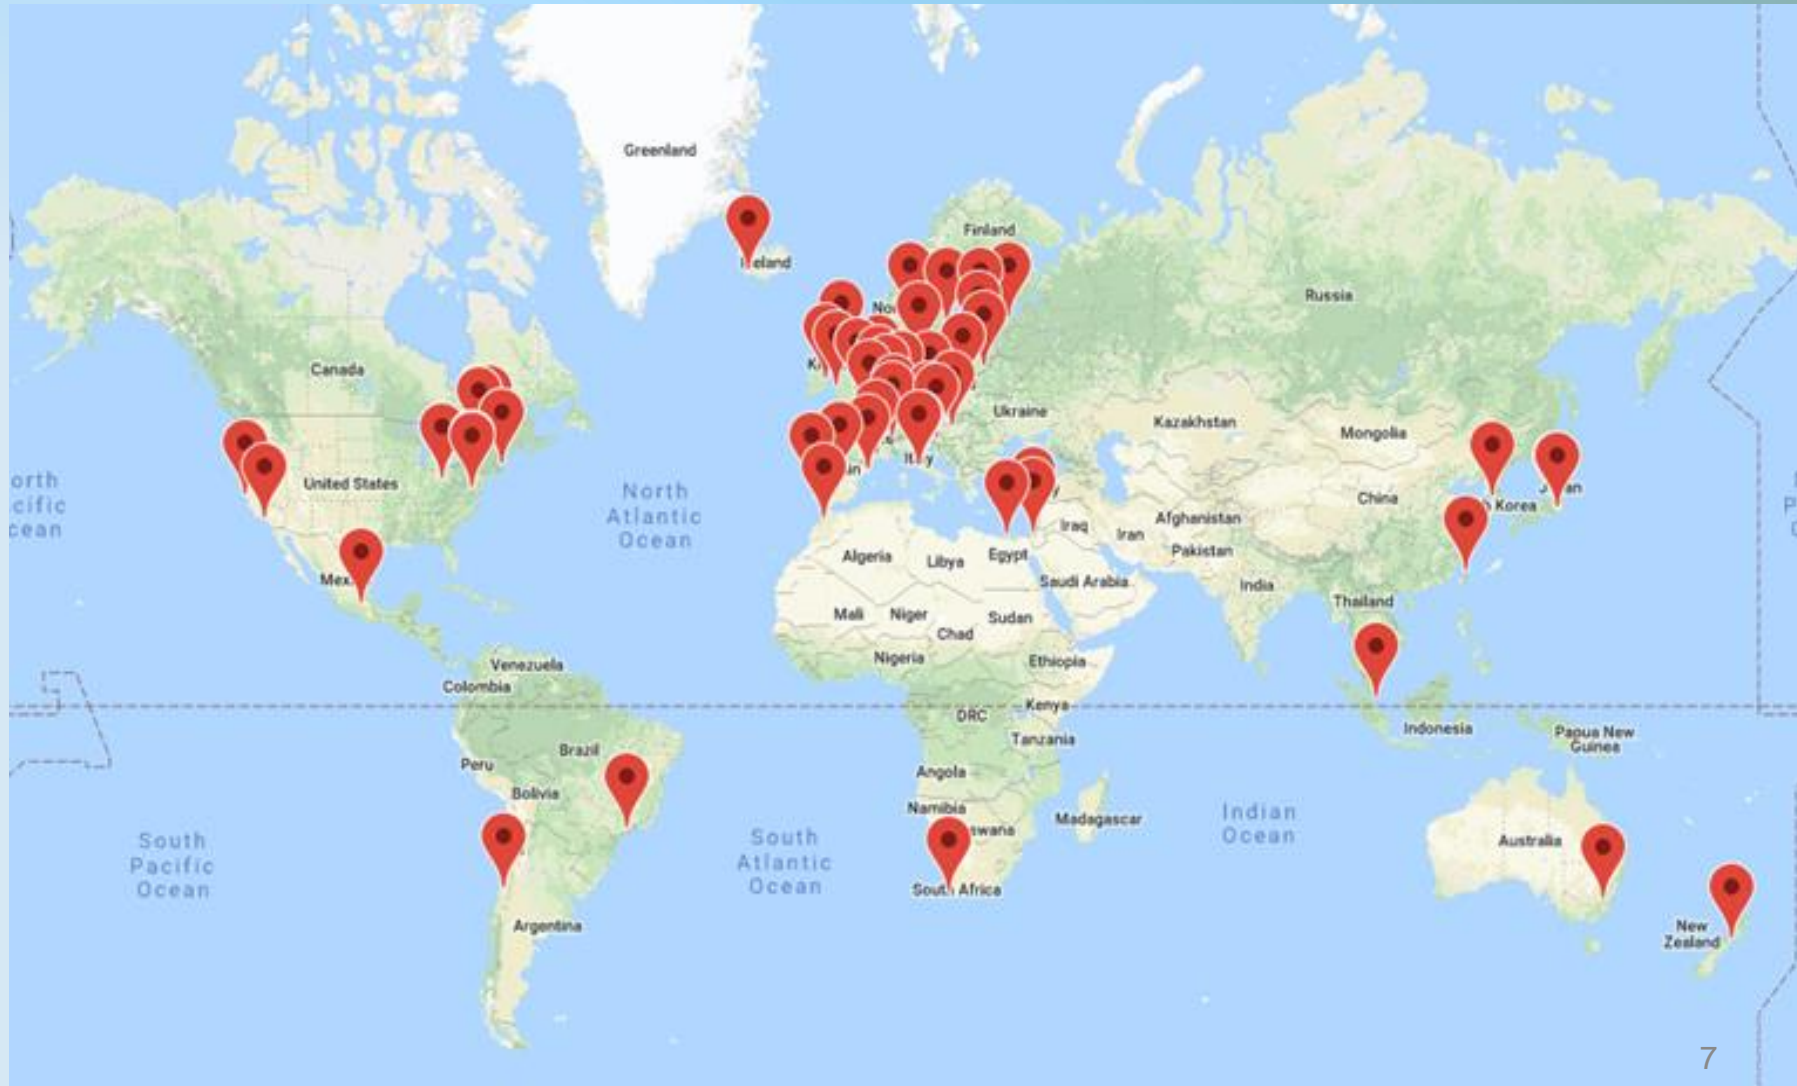 Greenland
Finland
Russia
Canada
Ukraine
Kazakhstan
Mongolia
United States
North
Atlantic
Ocean
China
Afghanistan
Iraq
Iran
Pakistan
Algeria
Libya
Egypt
Saudi Arabia
India
Thailand
Mali
Niger
Chad
Sudan
Nigeria
Ethiopia
Venezuela
Colombia
DRC
Kenya
Tanzania
Indonesia
Papua New
Guinea
Brazil
Peru
Bolivia
Angola
Namibia
Madagascar
South
Pacific
Ocean
South
Atlantic
Ocean
Indian
Ocean
Australia
South Africa
Argentina
New
Zealand
7